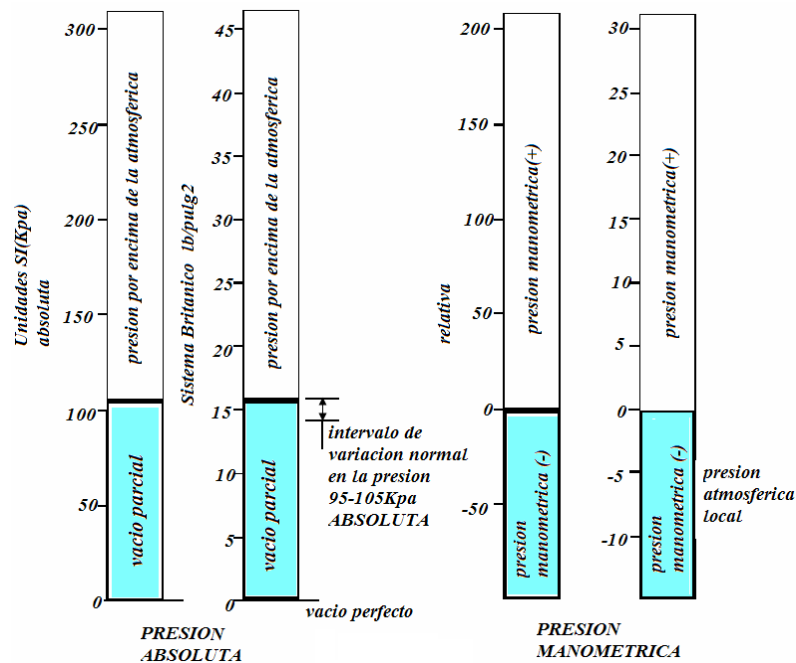 Unidades SI(Kpa)
absoluta
300
250
200
150
100
50
0
presion por encima de la atmosferica
vacio parcial
Sistema Britanico lb/pulg2
45
40
35
30
25
20
15
10
5
0
presion por encima de la atmosferica
vacio parcial
intervalo de
variacion normal
en la presion
95-105Kpa
ABSOLUTA
vacio perfecto
PRESION
ABSOLUTA
relativa
200
150
100
50
0
-50
presion manometrica(+)
presion
manometrica (-)
30
25
20
15
10
5
0
-5
-10
presion manometrica(+)
presion
manometrica (-)
presion
atmosferica
local
PRESION
MANOMETRICA